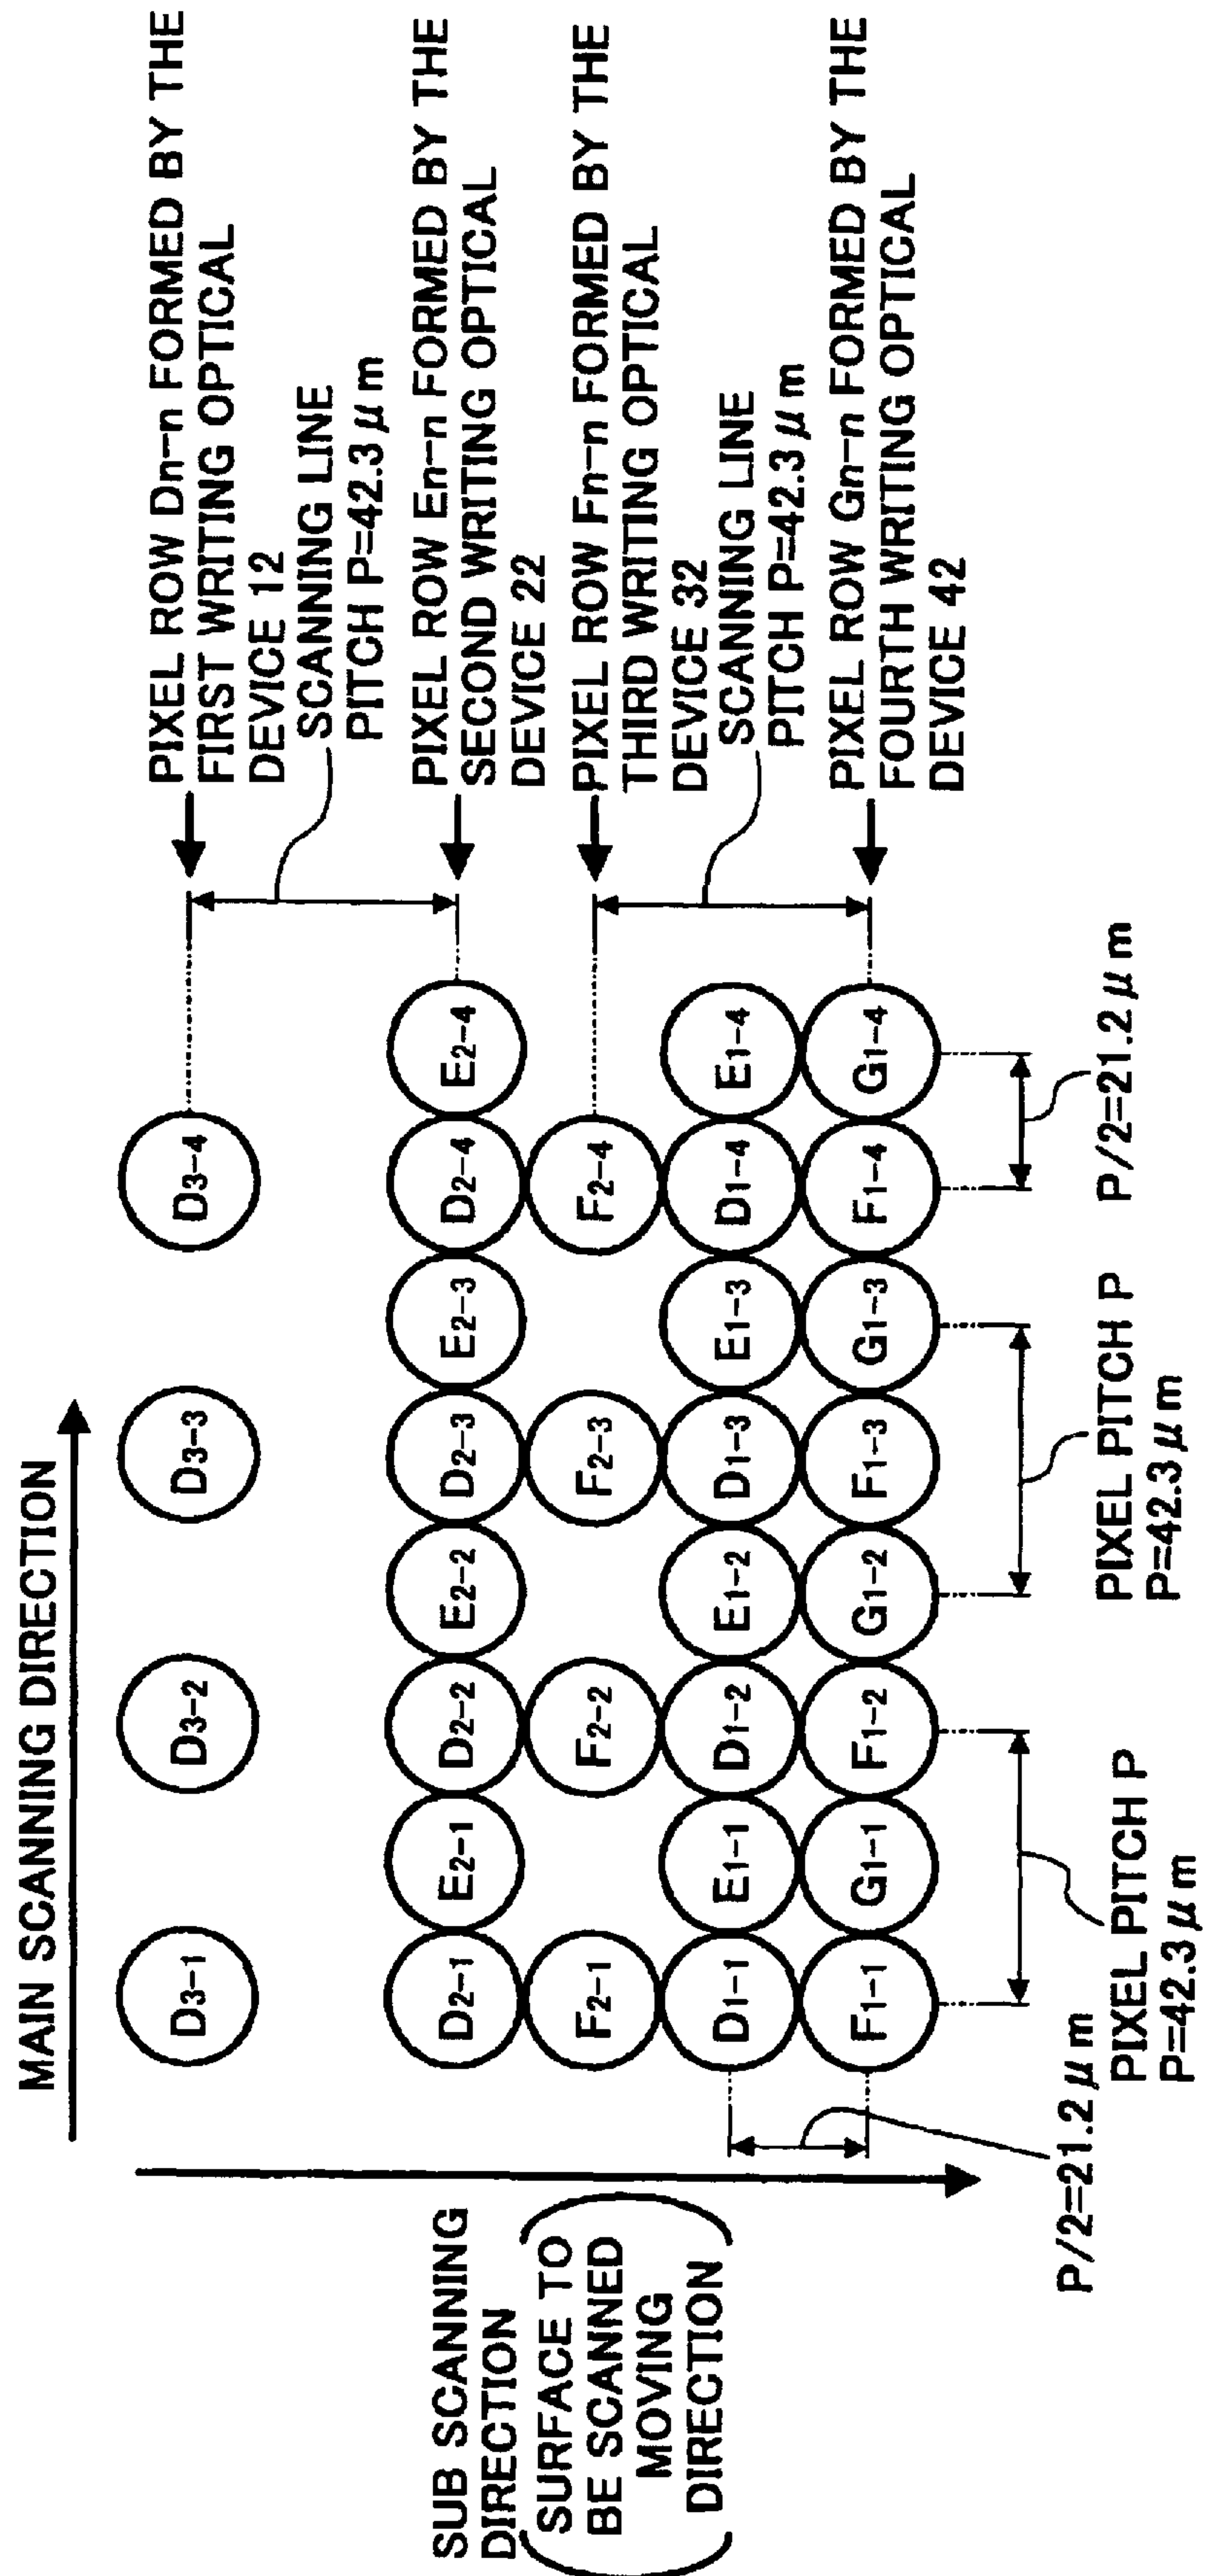 MAIN SCANNING DIRECTION
SUB SCANNING
DIRECTION
(SURFACE TO
BE SCANNED
MOVING
DIRECTION)
D3-1 D3-2 D3-3 D3-4
D2-1 E2-1 D2-2 E2-2 D2-3 E2-3 D2-4 E2-4
F2-1 F2-2 F2-3 F2-4
D1-1 E1-1 D1-2 E1-2 D1-3 E1-3 D1-4 E1-4
F1-1 G1-1 F1-2 G1-2 F1-3 G1-3 F1-4 G1-4
PIXEL ROW Dn-n FORMED BY THE
FIRST WRITING OPTICAL
DEVICE 12
SCANNING LINE
PITCH P=42.3μm
PIXEL ROW En-n FORMED BY THE
SECOND WRITING OPTICAL
DEVICE 22
PIXEL ROW Fn-n FORMED BY THE
THIRD WRITING OPTICAL
DEVICE 32
SCANNING LINE
PITCH P=42.3μm
PIXEL ROW Gn-n FORMED BY THE
FOURTH WRITING OPTICAL
DEVICE 42
P/2=21.2μm
PIXEL PITCH P
P=42.3μm
PIXEL PITCH P
P=42.3μm
P/2=21.2μm